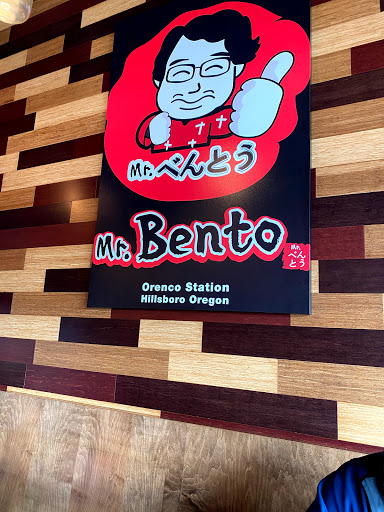 Mr.べんとう
Mr. Bento
Mr.
べん
とう
Orenco Station
Hillsboro Oregon